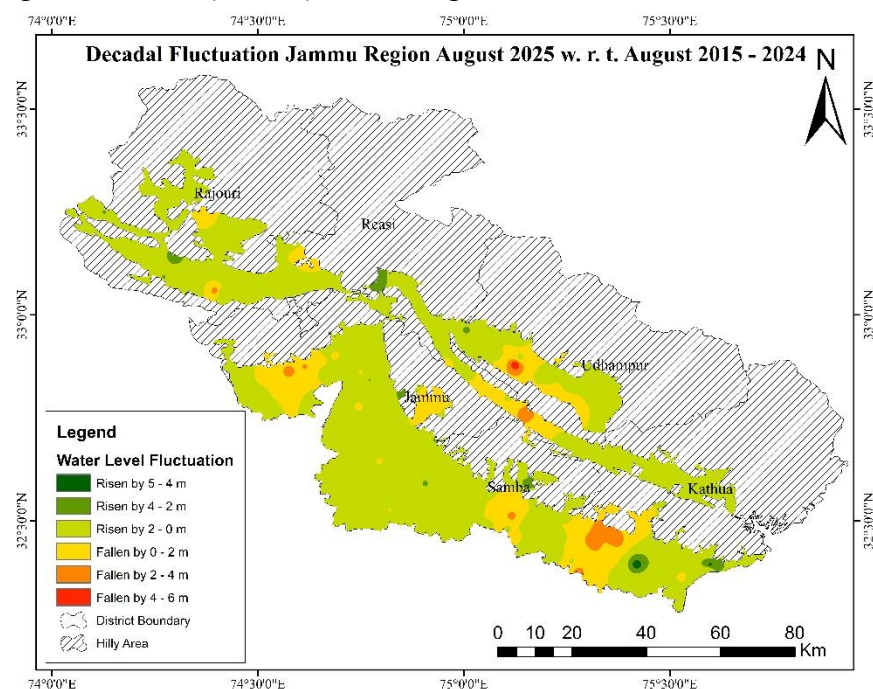 74°0'0"E 74°30'0"E 75°0'0"E 75°30'0"E
Decadal Fluctuation Jammu Region August 2025 w. r. t. August 2015 - 2024
N
33°30'0"N 33°30'0"N
Rajouri
Reasi
33°0'0"N 33°0'0"N
Udhampur
Jammu
Samba
Kathua
32°30'0"N 32°30'0"N
Legend
Water Level Fluctuation
Risen by 5 - 4 m
Risen by 4 - 2 m
Risen by 2 - 0 m
Fallen by 0 - 2 m
Fallen by 2 - 4 m
Fallen by 4 - 6 m
District Boundary
Hilly Area
0 10 20 40 60 80
Km
74°0'0"E 74°30'0"E 75°0'0"E 75°30'0"E